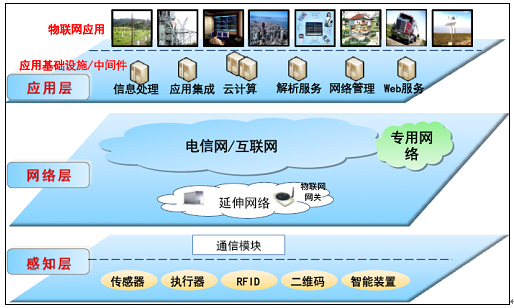 物联网应用
应用基础设施/中间件
应用层
信息处理 应用集成 云计算 解析服务 网络管理 Web服务
电信网/互联网
专用网
络
网络层
延伸网络
物联网
网关
通信模块
感知层
传感器 执行器 RFID 二维码 智能装置